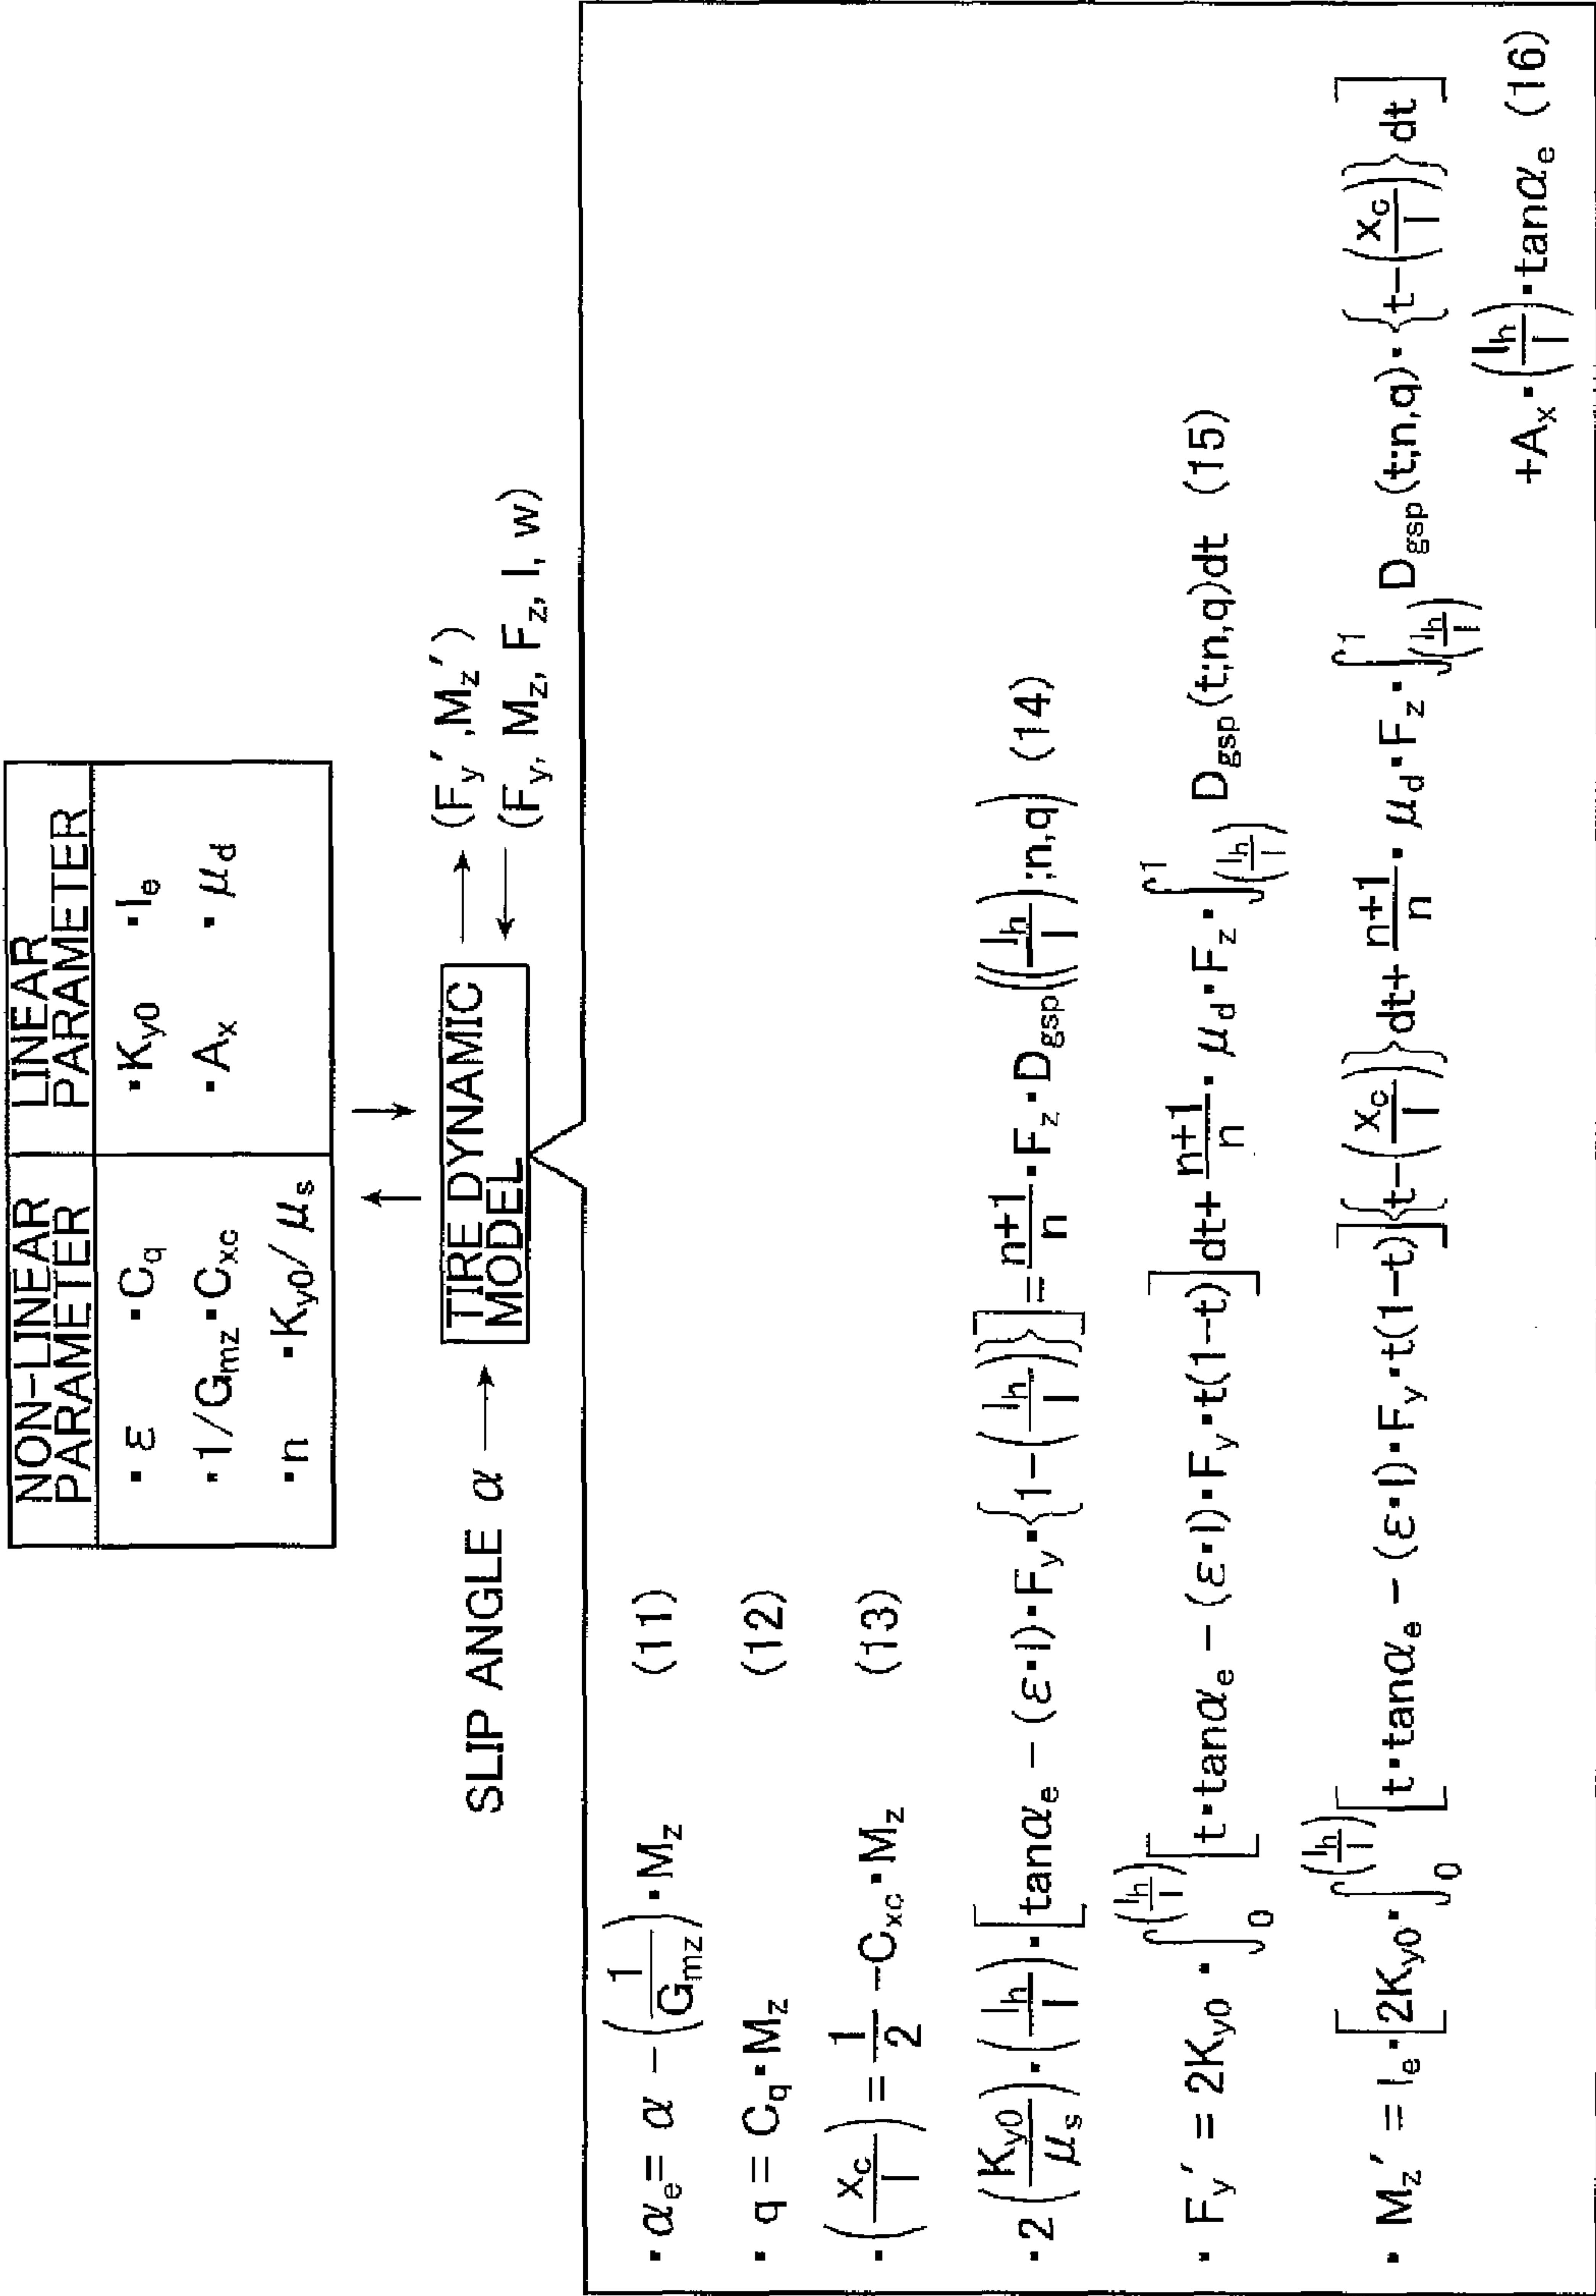 NON-LINEAR PARAMETER | LINEAR PARAMETER
・ε ・C_q | ・K_y0 ・l_e
・1/G_mz ・C_xc | ・A_x ・μ_d
・n ・K_y0/μ_s
SLIP ANGLE α → TIRE DYNAMIC MODEL → (F_y′,M_z′)
← (F_y, M_z, F_z, l, w)
・α_e = α − (1/G_mz)・M_z (11)
・q = C_q・M_z (12)
・(x_c/l) = 1/2 − C_xc・M_z (13)
・2(K_y0/μ_s)・(l_h/l)・[tanα_e − (ε・l)・F_y・{1−(l_h/l)}] = (n+1)/n・F_z・D_gsp((l_h/l);n,q) (14)
・F_y′ = 2K_y0・∫_0^(l_h/l) [t・tanα_e − (ε・l)・F_y・t(1−t)]dt + (n+1)/n・μ_d・F_z・∫_(l_h/l)^1 D_gsp(t;n,q)dt (15)
・M_z′ = l_e・[2K_y0・∫_0^(l_h/l) [t・tanα_e − (ε・l)・F_y・t(1−t)]{t−(x_c/l)}dt + (n+1)/n・μ_d・F_z・∫_(l_h/l)^1 D_gsp(t;n,q)・{t−(x_c/l)}dt]
+A_x・(l_h/l)・tanα_e (16)